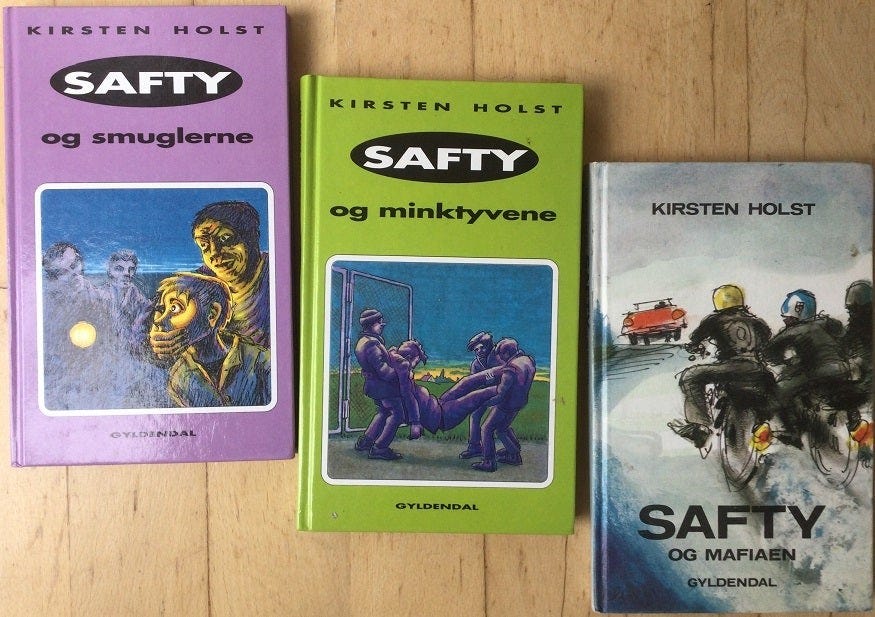 KIRSTEN HOLST
SAFTY
og smuglerne
GYLDENDAL
KIRSTEN HOLST
SAFTY
og minktyvene
GYLDENDAL
KIRSTEN HOLST
SAFTY
OG MAFIAEN
GYLDENDAL